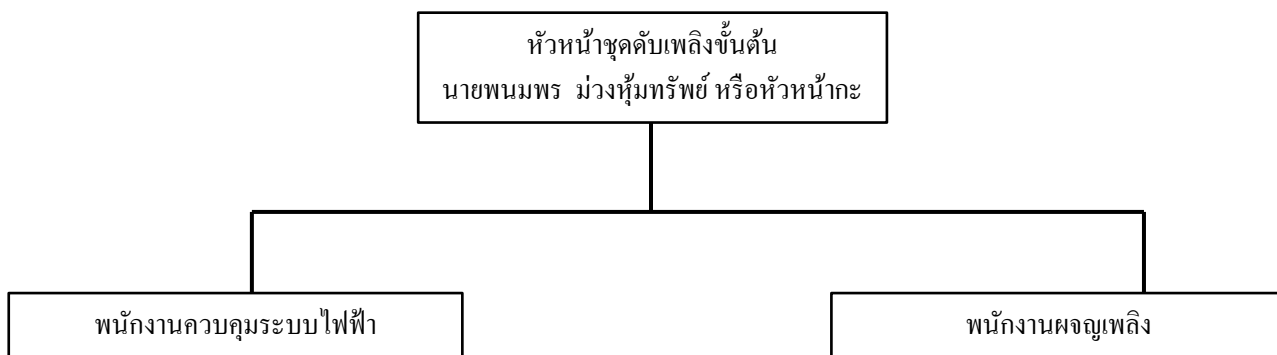 หัวหน้าชุดดับเพลิงขั้นต้น
นายพนมพร ม่วงหุ้มทรัพย์ หรือหัวหน้ากะ
พนักงานควบคุมระบบไฟฟ้า
พนักงานผจญเพลิง